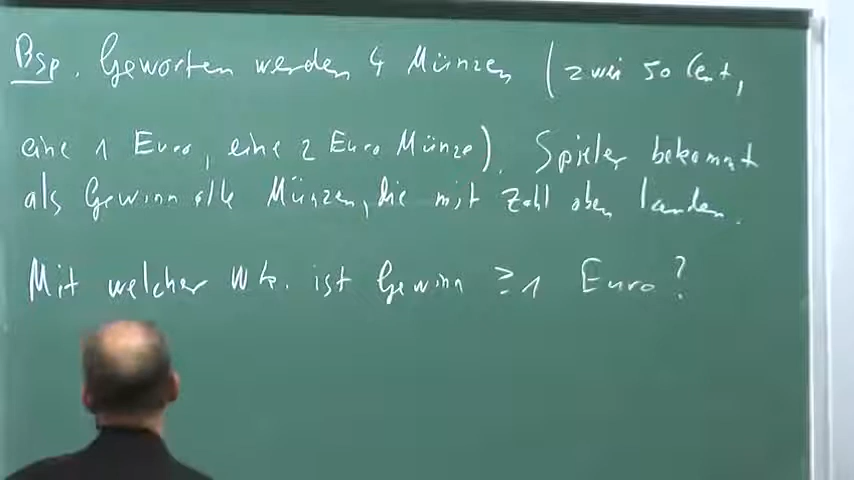 Bsp. Geworfen werden 4 Münzen (zwei 50 Cent,
eine 1 Euro, eine 2 Euro Münze). Spieler bekommt
als Gewinn alle Münzen, die mit Zahl oben landen.
Mit welcher Wk. ist Gewinn ≥ 1 Euro?